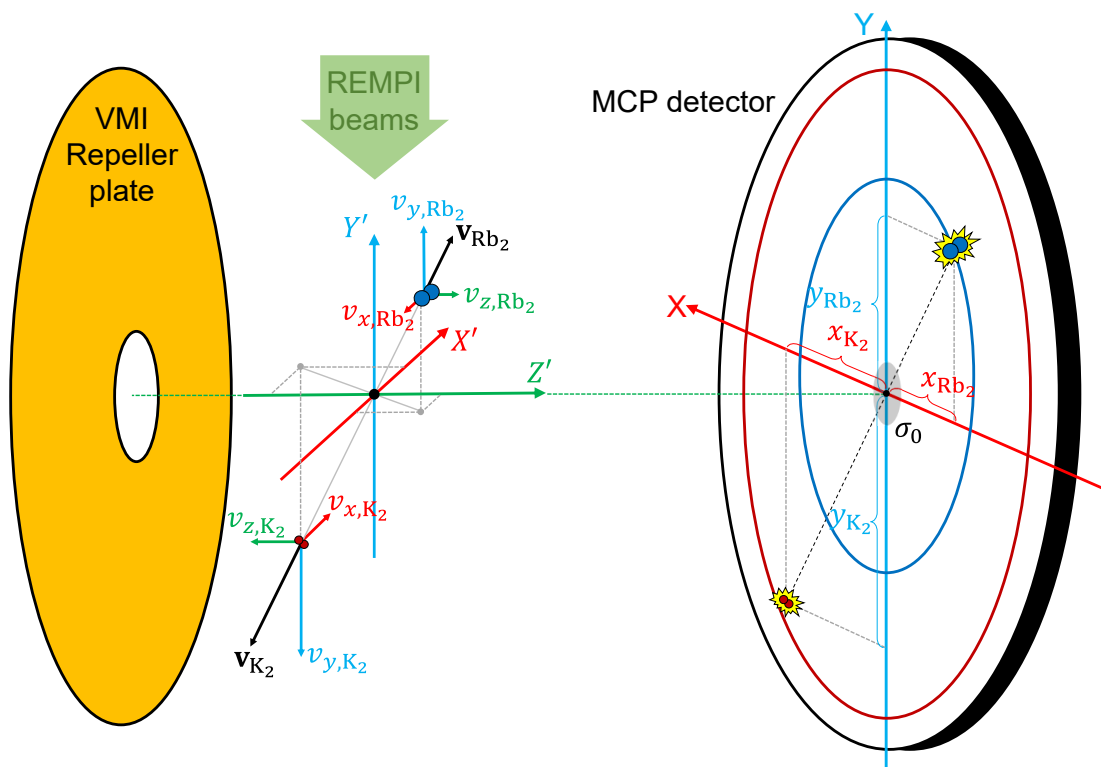 VMI
Repeller
plate
REMPI
beams
MCP detector
Y
Y′
v_{y,Rb₂}
𝐯_{Rb₂}
v_{z,Rb₂}
v_{x,Rb₂}
X′
Z′
v_{x,K₂}
v_{z,K₂}
𝐯_{K₂}
v_{y,K₂}
X
y_{Rb₂}
x_{K₂}
x_{Rb₂}
σ₀
y_{K₂}